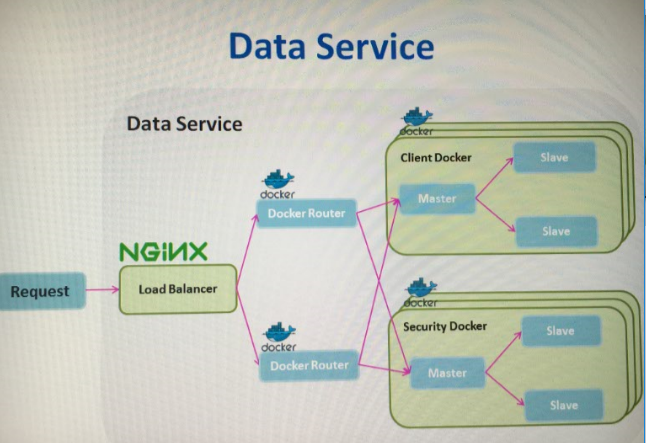 Data Service
Data Service
docker
Client Docker
Slave
Master
Slave
docker
Docker Router
NGiNX
Load Balancer
Request
docker
Security Docker
Slave
Master
Slave
docker
Docker Router